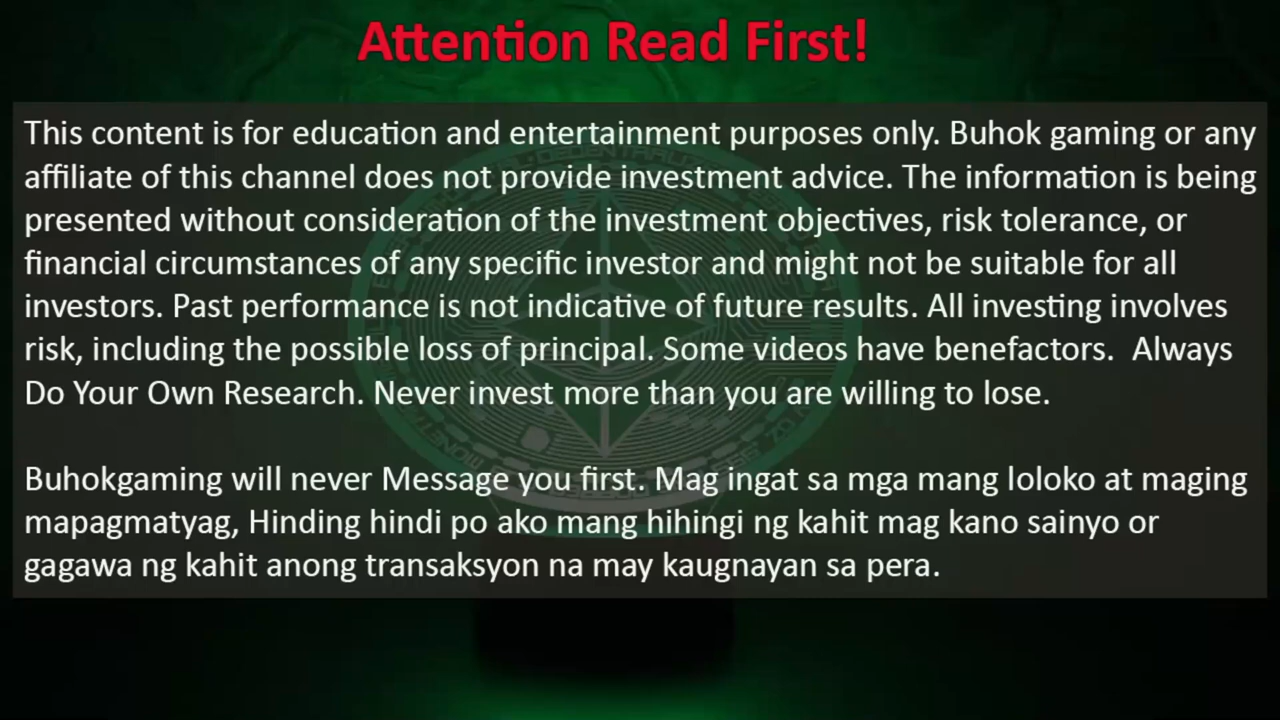 Attention Read First!
This content is for education and entertainment purposes only. Buhok gaming or any
affiliate of this channel does not provide investment advice. The information is being
presented without consideration of the investment objectives, risk tolerance, or
financial circumstances of any specific investor and might not be suitable for all
investors. Past performance is not indicative of future results. All investing involves
risk, including the possible loss of principal. Some videos have benefactors.  Always
Do Your Own Research. Never invest more than you are willing to lose.
Buhokgaming will never Message you first. Mag ingat sa mga mang loloko at maging
mapagmatyag, Hinding hindi po ako mang hihingi ng kahit mag kano sainyo or
gagawa ng kahit anong transaksyon na may kaugnayan sa pera.